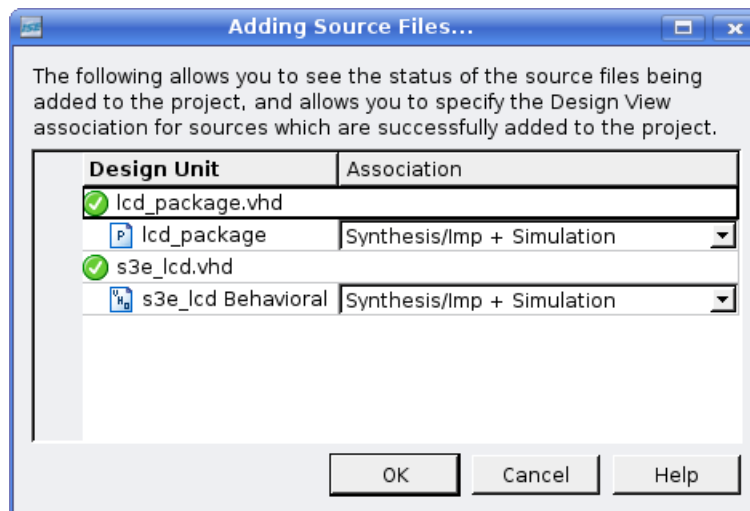 ISE
Adding Source Files...
The following allows you to see the status of the source files being
added to the project, and allows you to specify the Design View
association for sources which are successfully added to the project.
Design Unit Association
lcd_package.vhd
P lcd_package Synthesis/Imp + Simulation
s3e_lcd.vhd
s3e_lcd Behavioral Synthesis/Imp + Simulation
OK Cancel Help